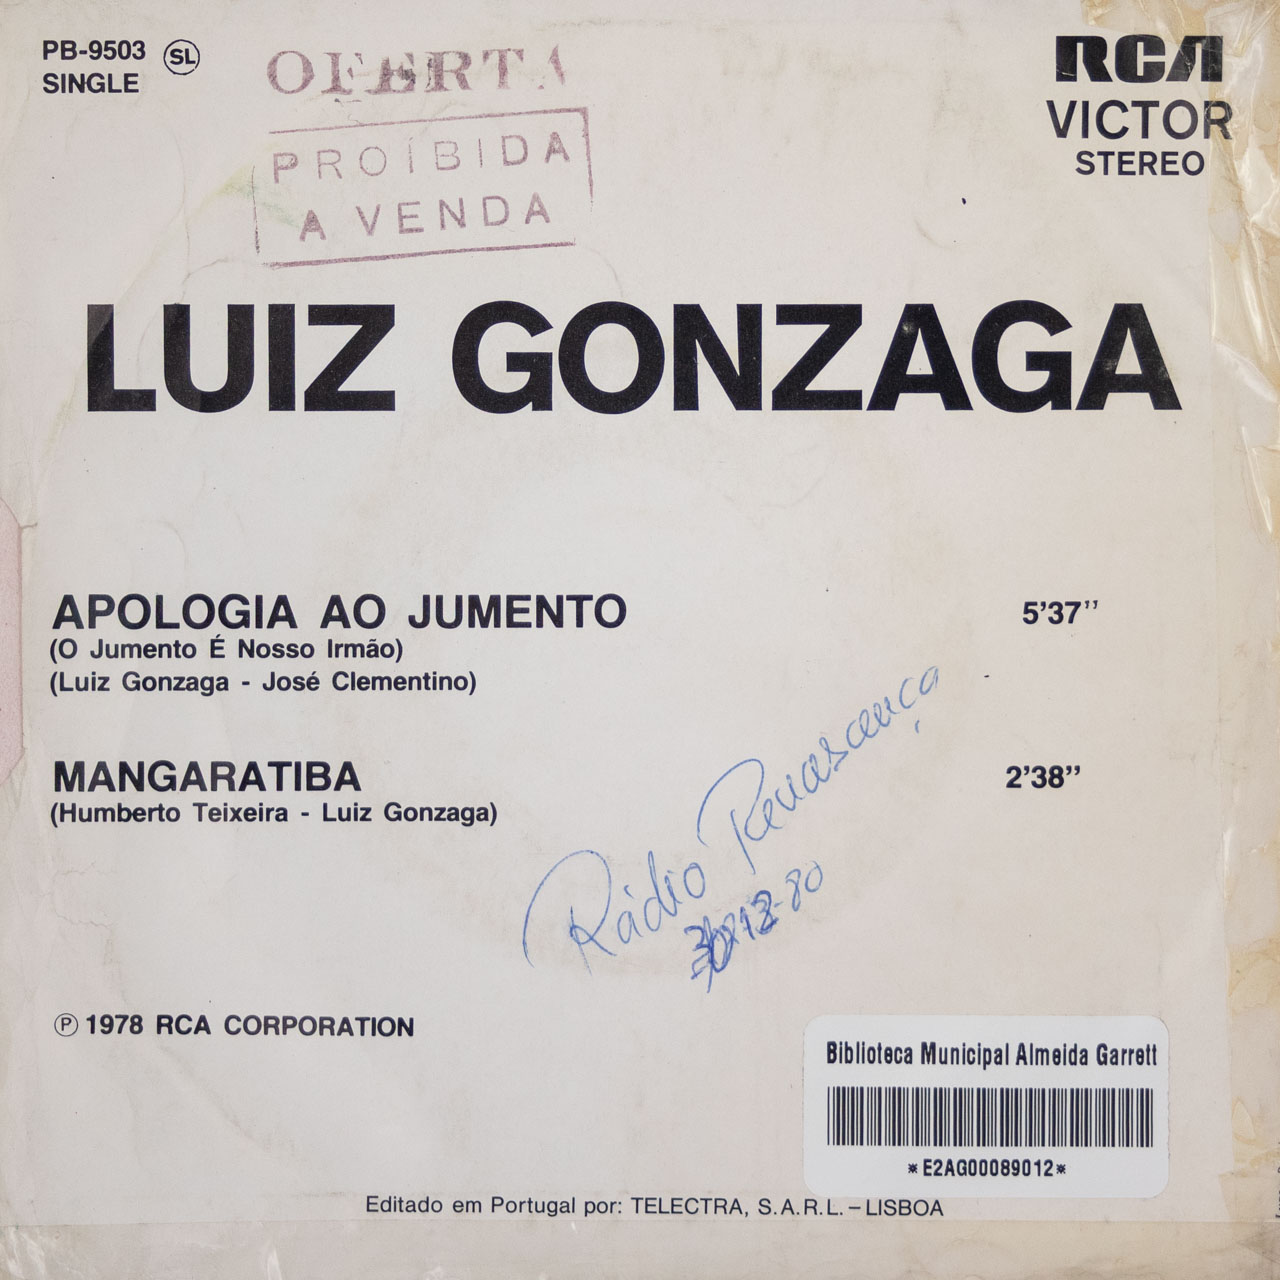 PB-9503 SL
SINGLE
OFERTA
PROÍBIDA
A VENDA
RCA
VICTOR
STEREO
LUIZ GONZAGA
APOLOGIA AO JUMENTO 5'37''
(O Jumento É Nosso Irmão)
(Luiz Gonzaga - José Clementino)
MANGARATIBA 2'38''
(Humberto Teixeira - Luiz Gonzaga)
Rádio Renascença
Ⓟ 1978 RCA CORPORATION
Biblioteca Municipal Almeida Garrett
*E2AG00089012*
Editado em Portugal por: TELECTRA, S.A.R.L. – LISBOA